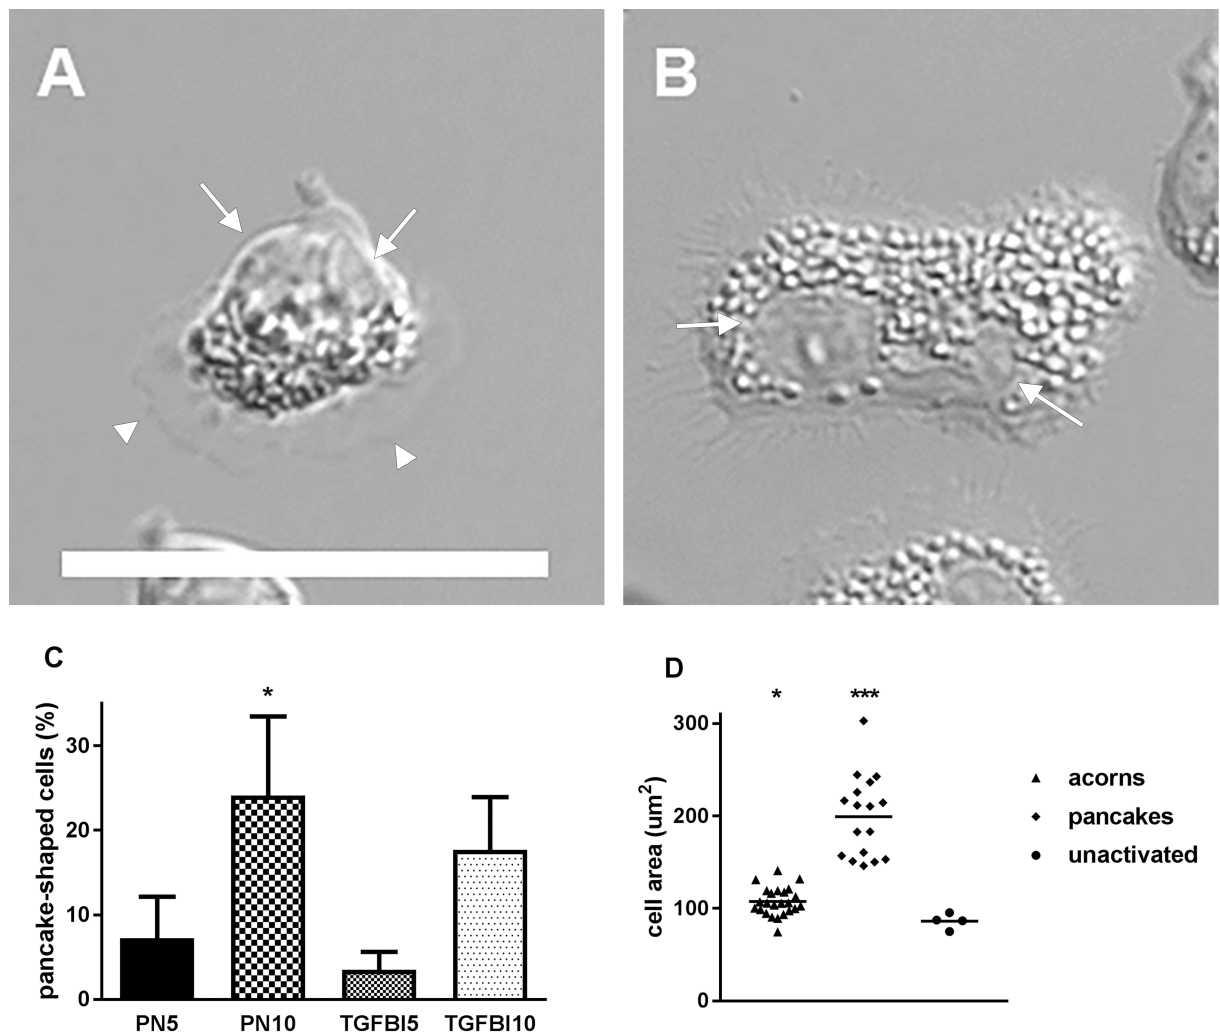 A
B
C
*
pancake-shaped cells (%)
30
20
10
0
PN5 PN10 TGFBI5 TGFBI10
D
* ***
cell area (um²)
300
200
100
0
acorns
pancakes
unactivated